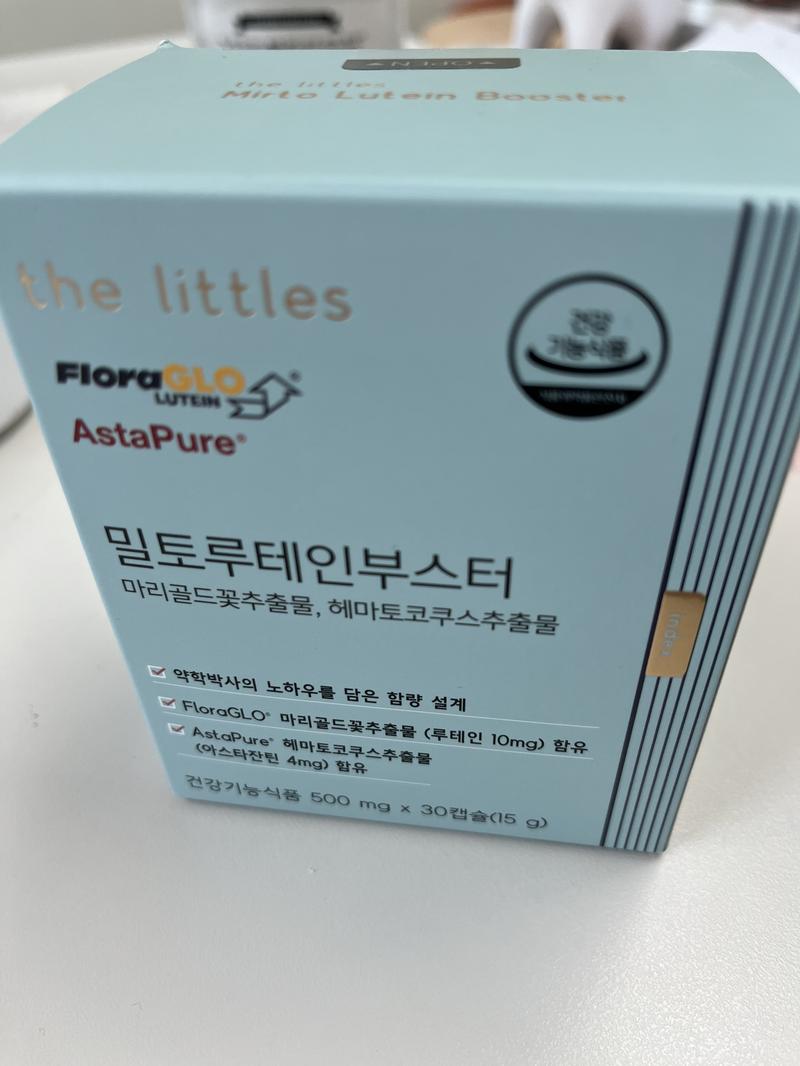 OPEN
the littles
Mirto Lutein Booster
the littles
FloraGLO®
LUTEIN
AstaPure®
건강
기능식품
밀토루테인부스터
마리골드꽃추출물, 헤마토코쿠스추출물
index
약학박사의 노하우를 담은 함량 설계
FloraGLO® 마리골드꽃추출물 (루테인 10mg) 함유
AstaPure® 헤마토코쿠스추출물
(아스타잔틴 4mg) 함유
건강기능식품 500 mg x 30캡슐(15 g)